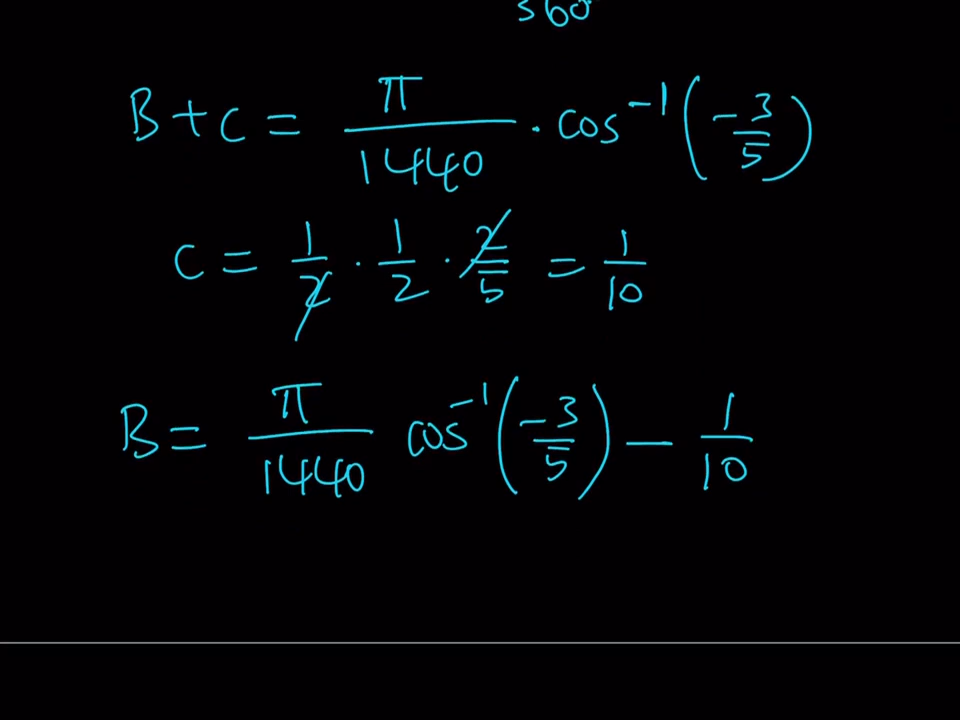 360
B + C = π/1440 · cos⁻¹(-3/5)
C = 1/2 · 1/2 · 2/5 = 1/10
B = π/1440 cos⁻¹(-3/5) - 1/10